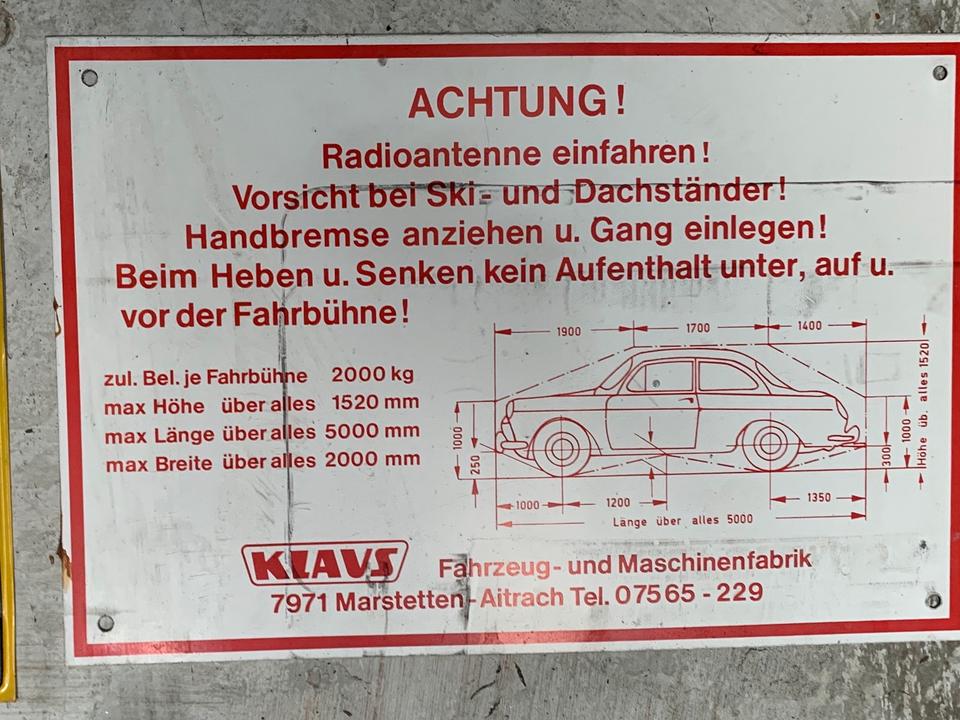 ACHTUNG!
Radioantenne einfahren!
Vorsicht bei Ski- und Dachständer!
Handbremse anziehen u. Gang einlegen!
Beim Heben u. Senken kein Aufenthalt unter, auf u.
vor der Fahrbühne!
zul. Bel. je Fahrbühne 2000 kg
max Höhe über alles 1520 mm
max Länge über alles 5000 mm
max Breite über alles 2000 mm
1900 1700 1400
1000
250
300
1000
Höhe üb. alles 1520
1000 1200 1350
Länge über alles 5000
KLAUS Fahrzeug- und Maschinenfabrik
7971 Marstetten-Aitrach Tel. 07565-229